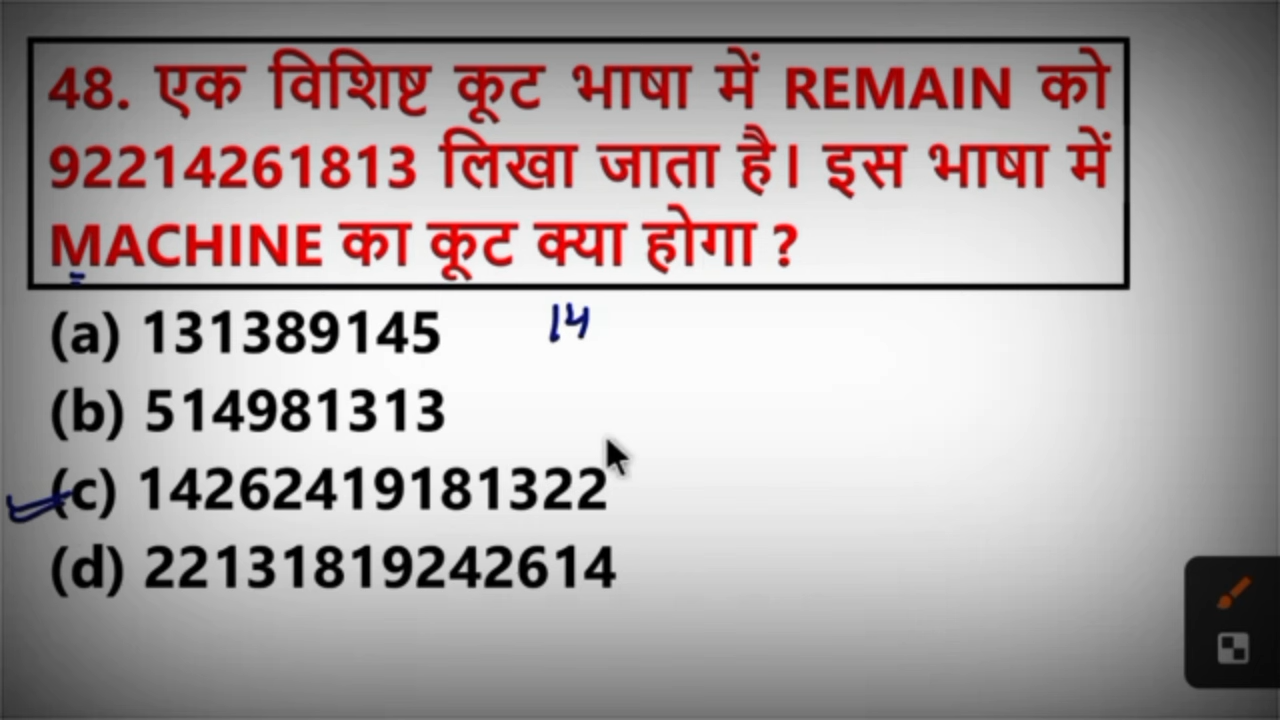 48. एक विशिष्ट कूट भाषा में REMAIN को
92214261813 लिखा जाता है। इस भाषा में
MACHINE का कूट क्या होगा ?
(a) 131389145
14
(b) 514981313
(c) 14262419181322
(d) 22131819242614